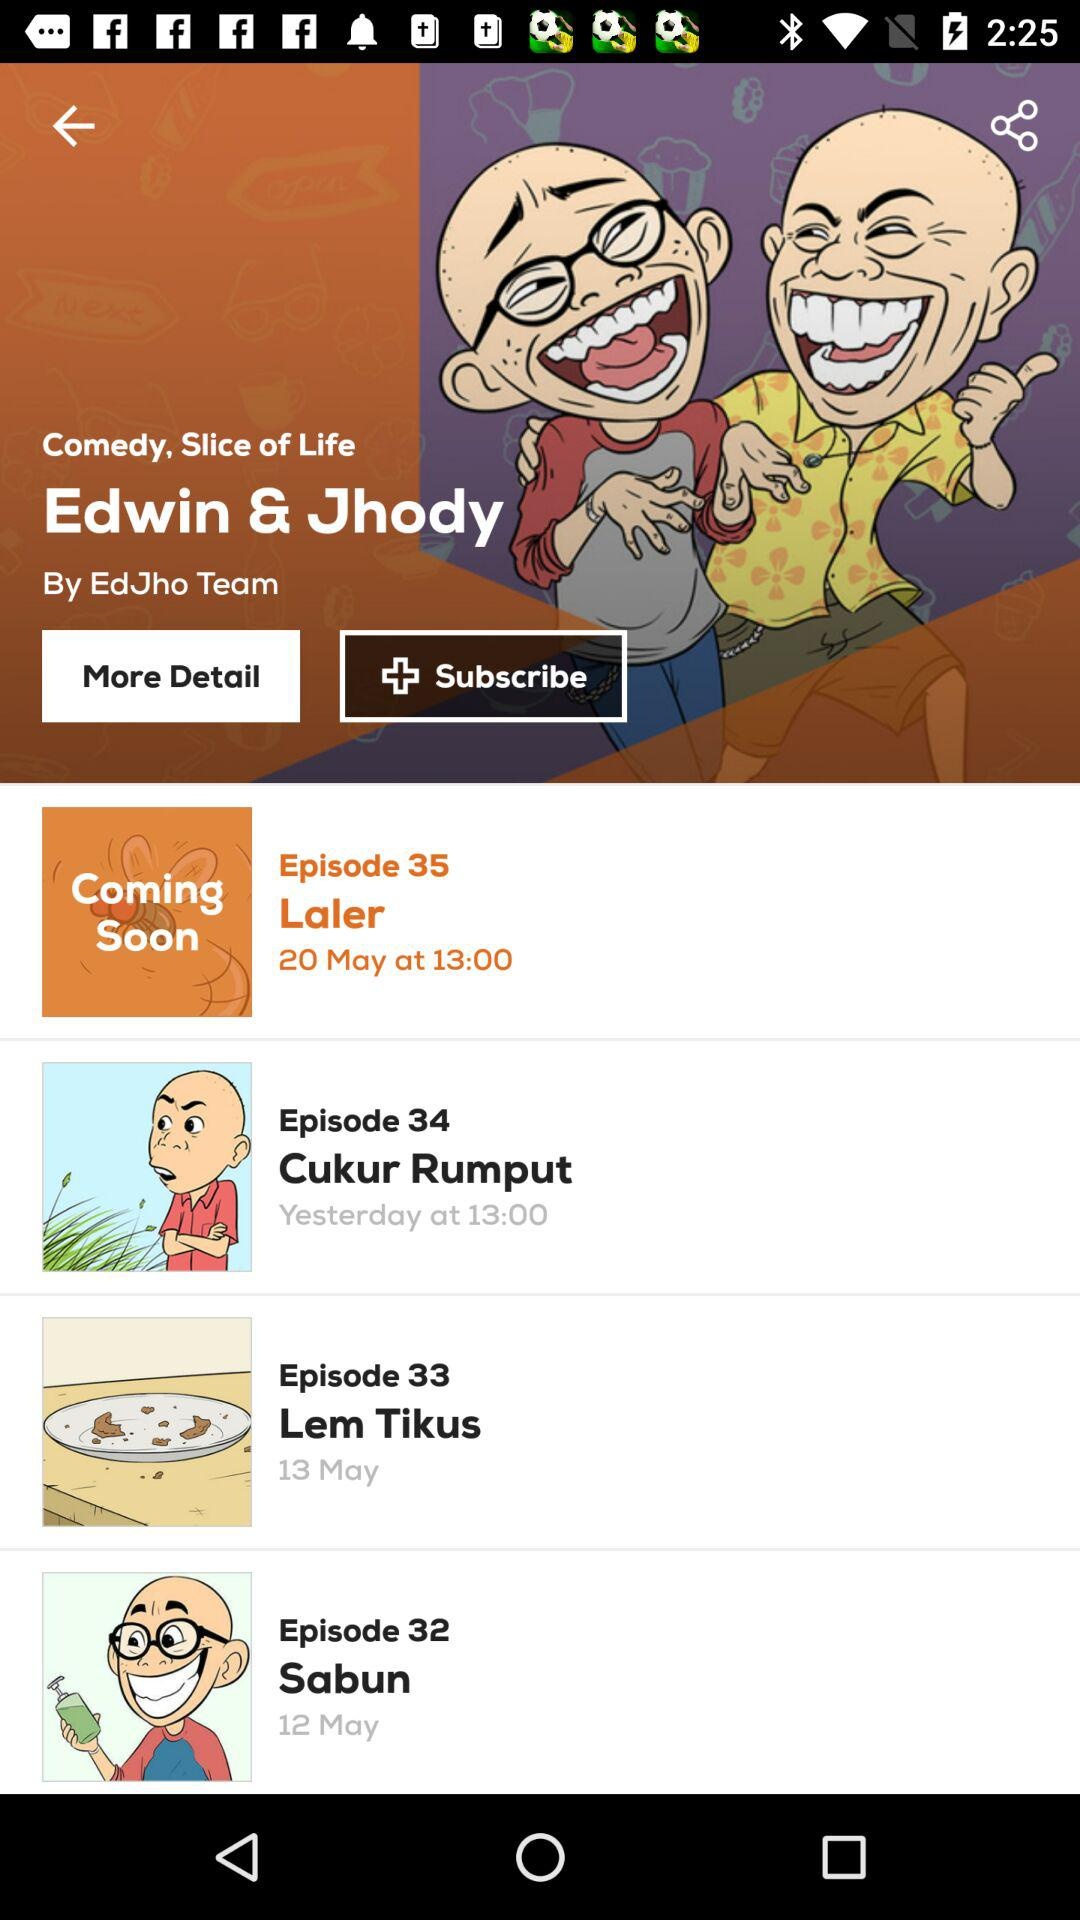 2:25
open
Next
Comedy, Slice of Life
Edwin & Jhody
By EdJho Team
More Detail
Subscribe
Coming
Soon
Episode 35
Laler
20 May at 13:00
Episode 34
Cukur Rumput
Yesterday at 13:00
Episode 33
Lem Tikus
13 May
Episode 32
Sabun
12 May